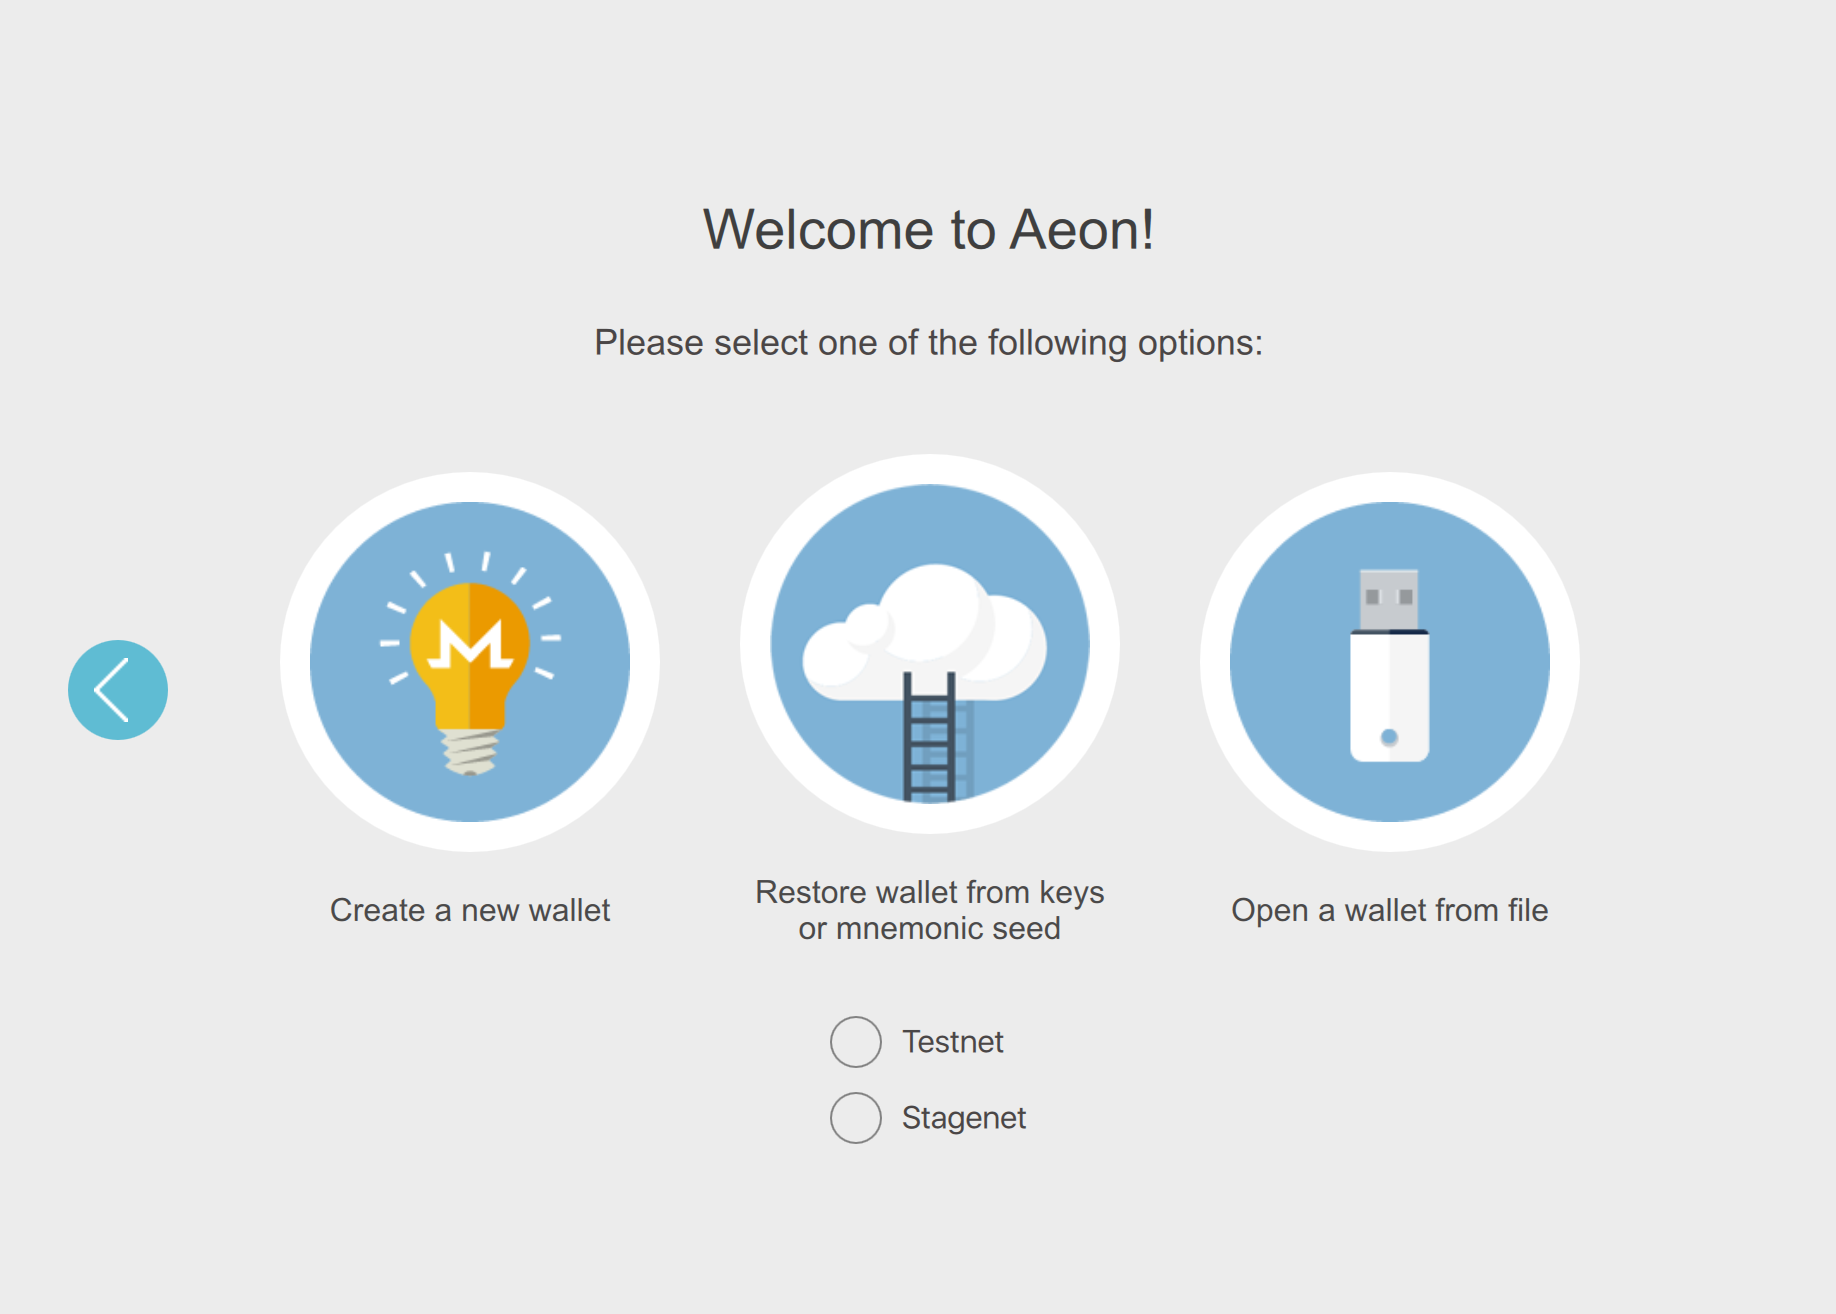 Welcome to Aeon!
Please select one of the following options:
Create a new wallet
Restore wallet from keys
or mnemonic seed
Open a wallet from file
Testnet
Stagenet